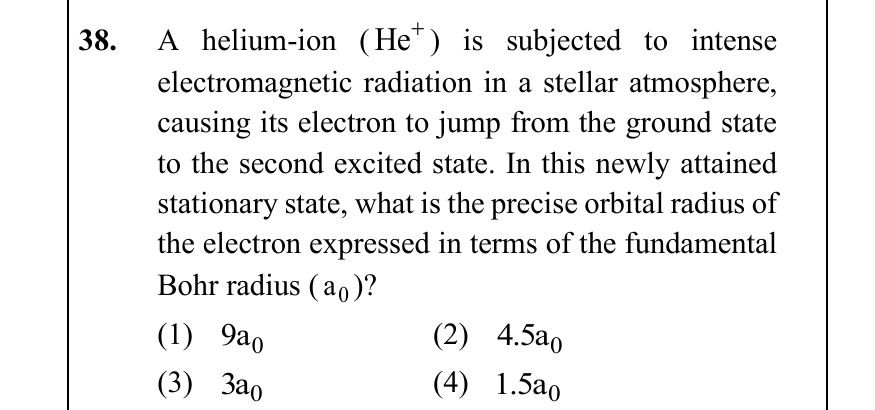 38. A helium-ion (He⁺) is subjected to intense
electromagnetic radiation in a stellar atmosphere,
causing its electron to jump from the ground state
to the second excited state. In this newly attained
stationary state, what is the precise orbital radius of
the electron expressed in terms of the fundamental
Bohr radius (a₀)?
(1) 9a₀ (2) 4.5a₀
(3) 3a₀ (4) 1.5a₀